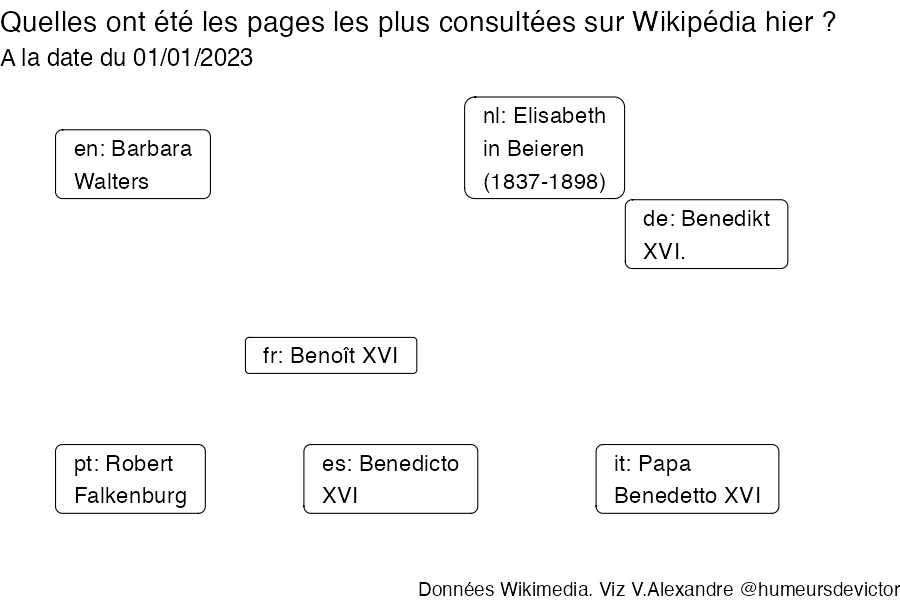 Quelles ont été les pages les plus consultées sur Wikipédia hier ?
A la date du 01/01/2023
en: Barbara
Walters
nl: Elisabeth
in Beieren
(1837-1898)
de: Benedikt
XVI.
fr: Benoît XVI
pt: Robert
Falkenburg
es: Benedicto
XVI
it: Papa
Benedetto XVI
Données Wikimedia. Viz V.Alexandre @humeursdevictor